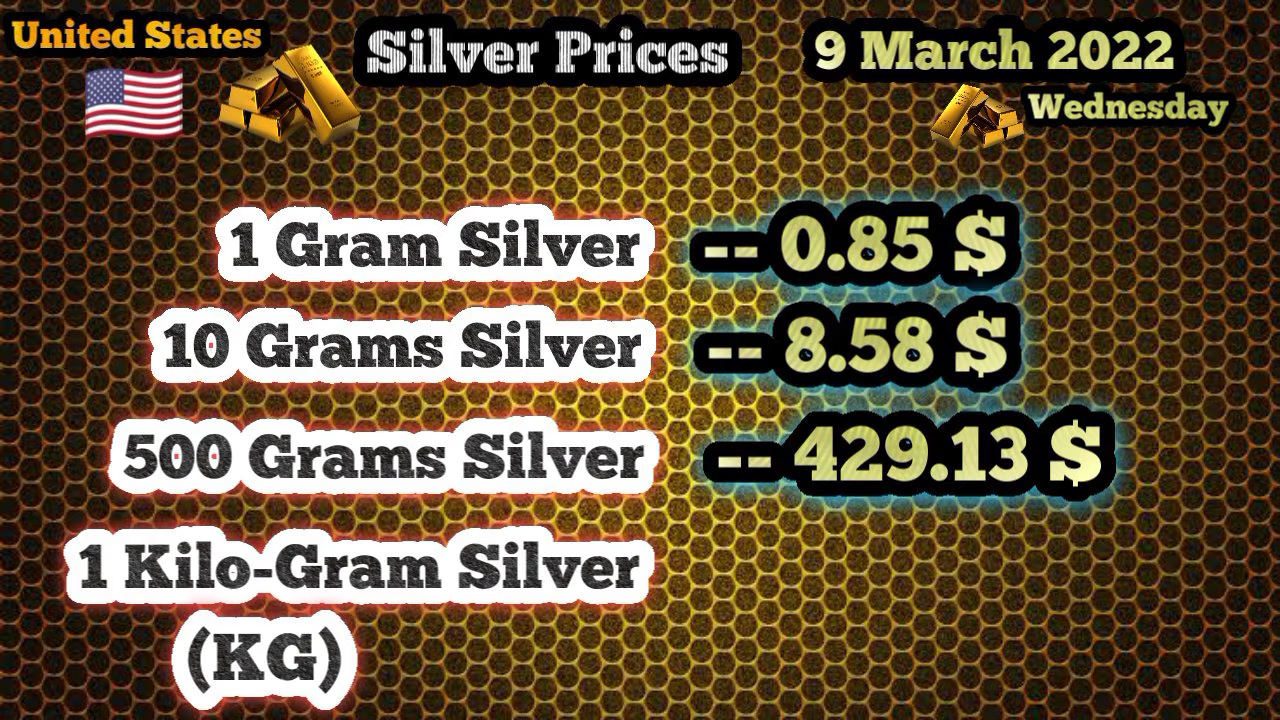 United States
Silver Prices
9 March 2022
Wednesday
1 Gram Silver -- 0.85 $
10 Grams Silver -- 8.58 $
500 Grams Silver -- 429.13 $
1 Kilo-Gram Silver
(KG)